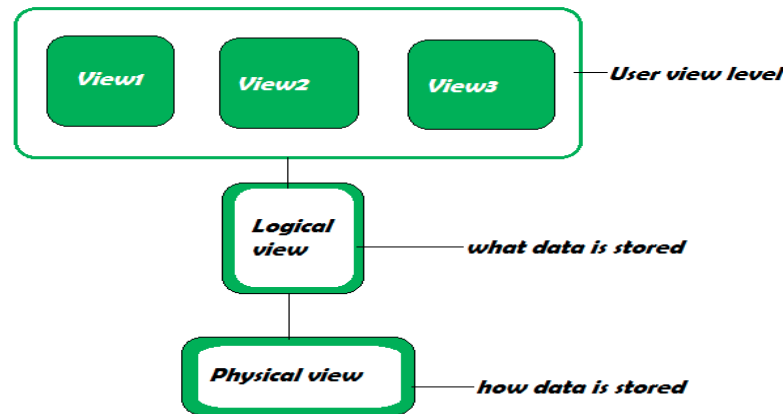 View1
View2
View3
User view level
Logical
view
what data is stored
Physical view
how data is stored